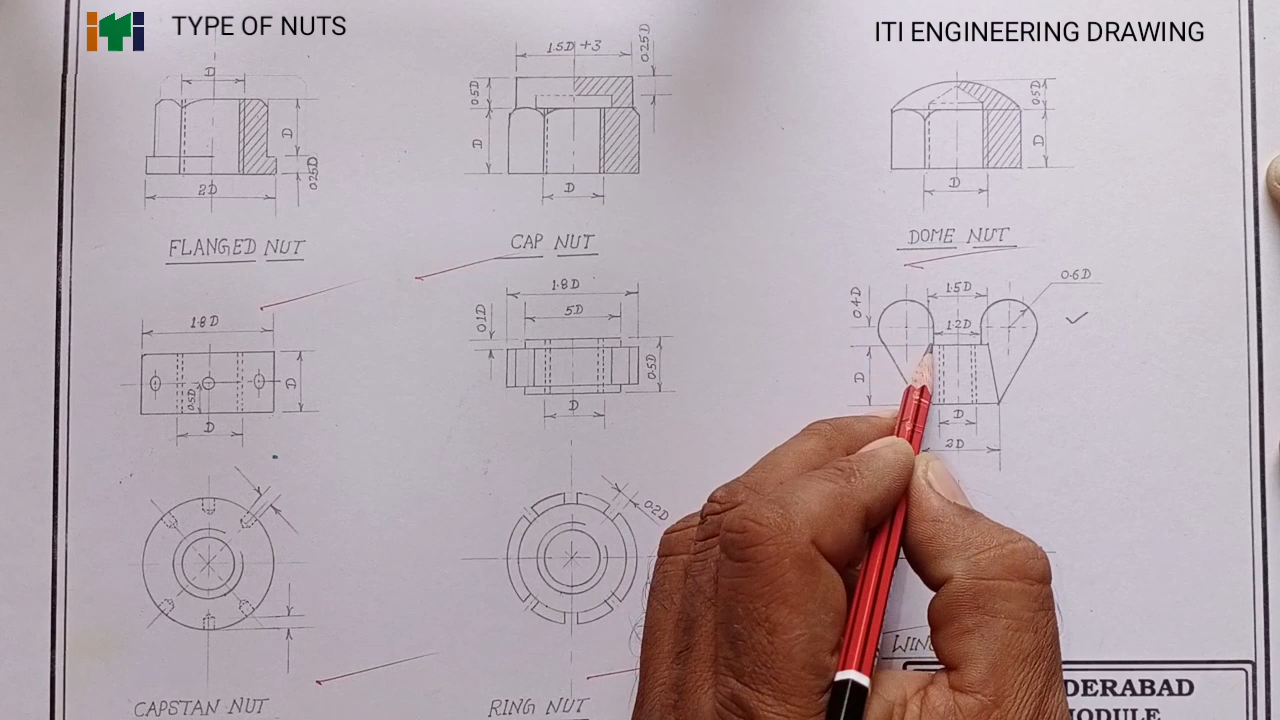 iTi
TYPE OF NUTS
ITI ENGINEERING DRAWING
D
D
0.25D
2D
FLANGED NUT
1.5D +3
0.25D
0.5D
D
D
CAP NUT
0.5D
D
D
DOME NUT
1.8D
D
0.5D
D
CAPSTAN NUT
1.8D
5D
0.1D
0.5D
D
0.2D
RING NUT
0.6D
1.5D
0.4D
1.2D
D
D
2D
DERABAD